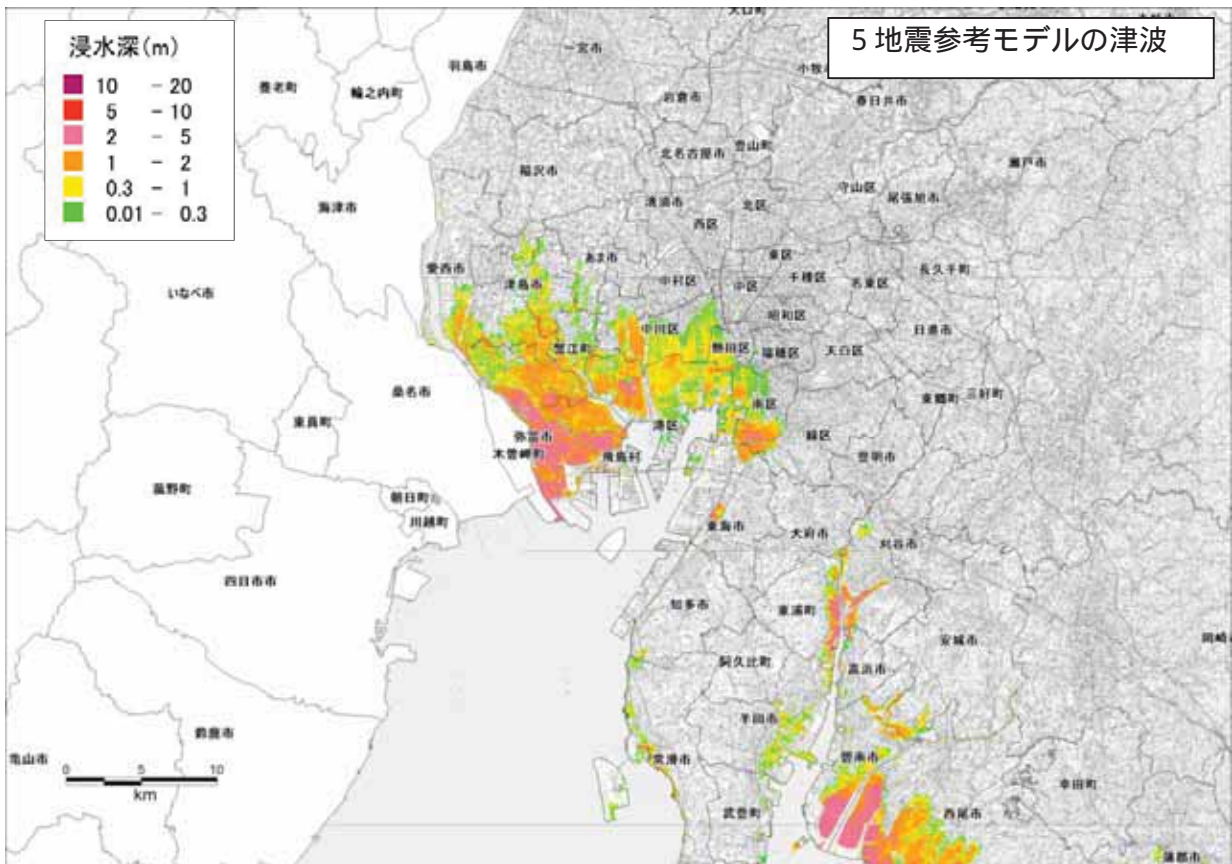 5地震参考モデルの津波
浸水深(m)
10 - 20
5 - 10
2 - 5
1 - 2
0.3 - 1
0.01 - 0.3
大口町
一宮市
羽島市
養老町
輪之内町
小牧
岩倉市
春日井市
北名古屋市
豊山町
瀬戸市
稲沢市
守山区
尾張旭市
海津市
清須市
北区
西区
あま市
東区
長久手町
愛西市
津島市
中村区
中区
千種区
名東区
いなべ市
昭和区
中川区
日進市
蟹江町
熱田区
瑞穂区
天白区
桑名市
東郷町
三好町
南区
東員町
港区
緑区
弥富市
木曽岬町
飛島村
豊明市
菰野町
朝日町
川越町
東海市
大府市
刈谷市
四日市市
知多市
東浦町
安城市
岡崎
阿久比町
高浜市
半田市
鈴鹿市
亀山市
常滑市
碧南市
幸田町
武豊町
西尾市
蒲郡市
0 5 10
km